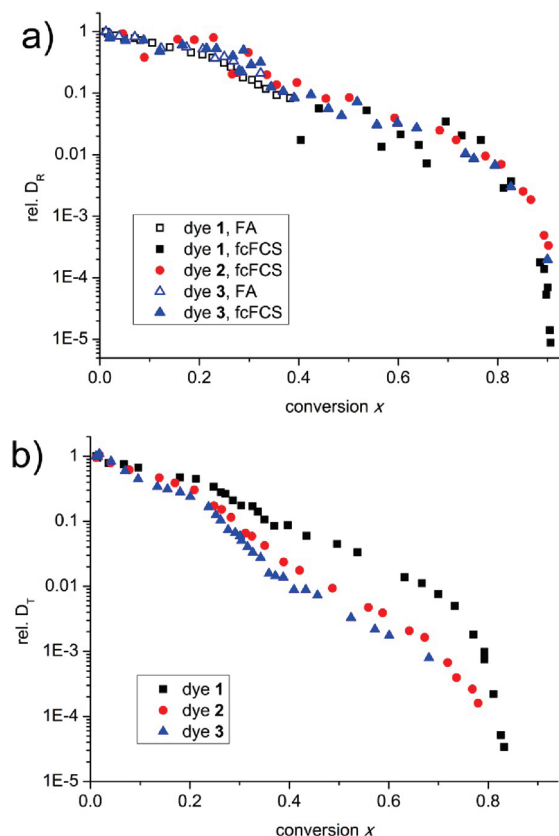 a)
rel. D_R
1
0.1
0.01
1E-3
1E-4
1E-5
dye 1, FA
dye 1, fcFCS
dye 2, fcFCS
dye 3, FA
dye 3, fcFCS
0.0 0.2 0.4 0.6 0.8
conversion x
b)
rel. D_T
1
0.1
0.01
1E-3
1E-4
1E-5
dye 1
dye 2
dye 3
0.0 0.2 0.4 0.6 0.8
conversion x